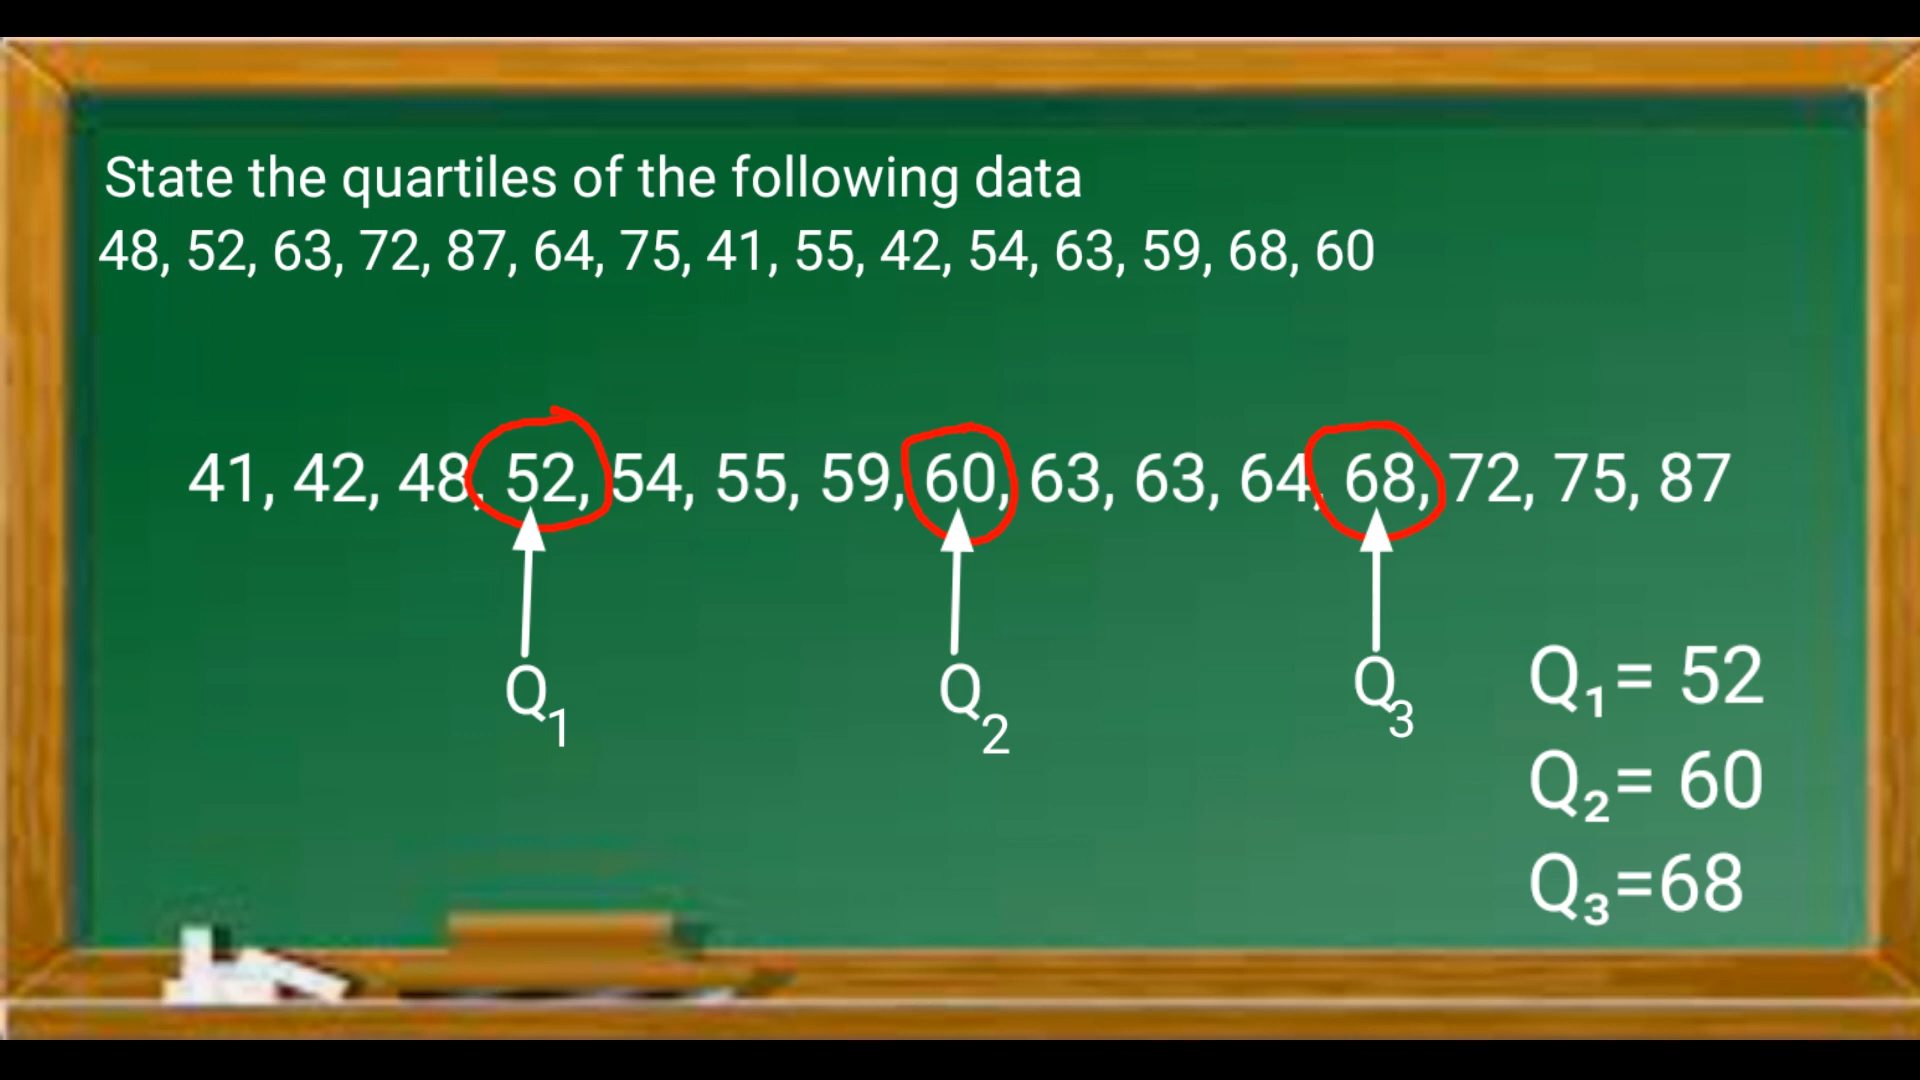 State the quartiles of the following data
48, 52, 63, 72, 87, 64, 75, 41, 55, 42, 54, 63, 59, 68, 60
41, 42, 48, 52, 54, 55, 59, 60, 63, 63, 64, 68, 72, 75, 87
Q₁ Q₂ Q₃
Q₁= 52
Q₂= 60
Q₃=68